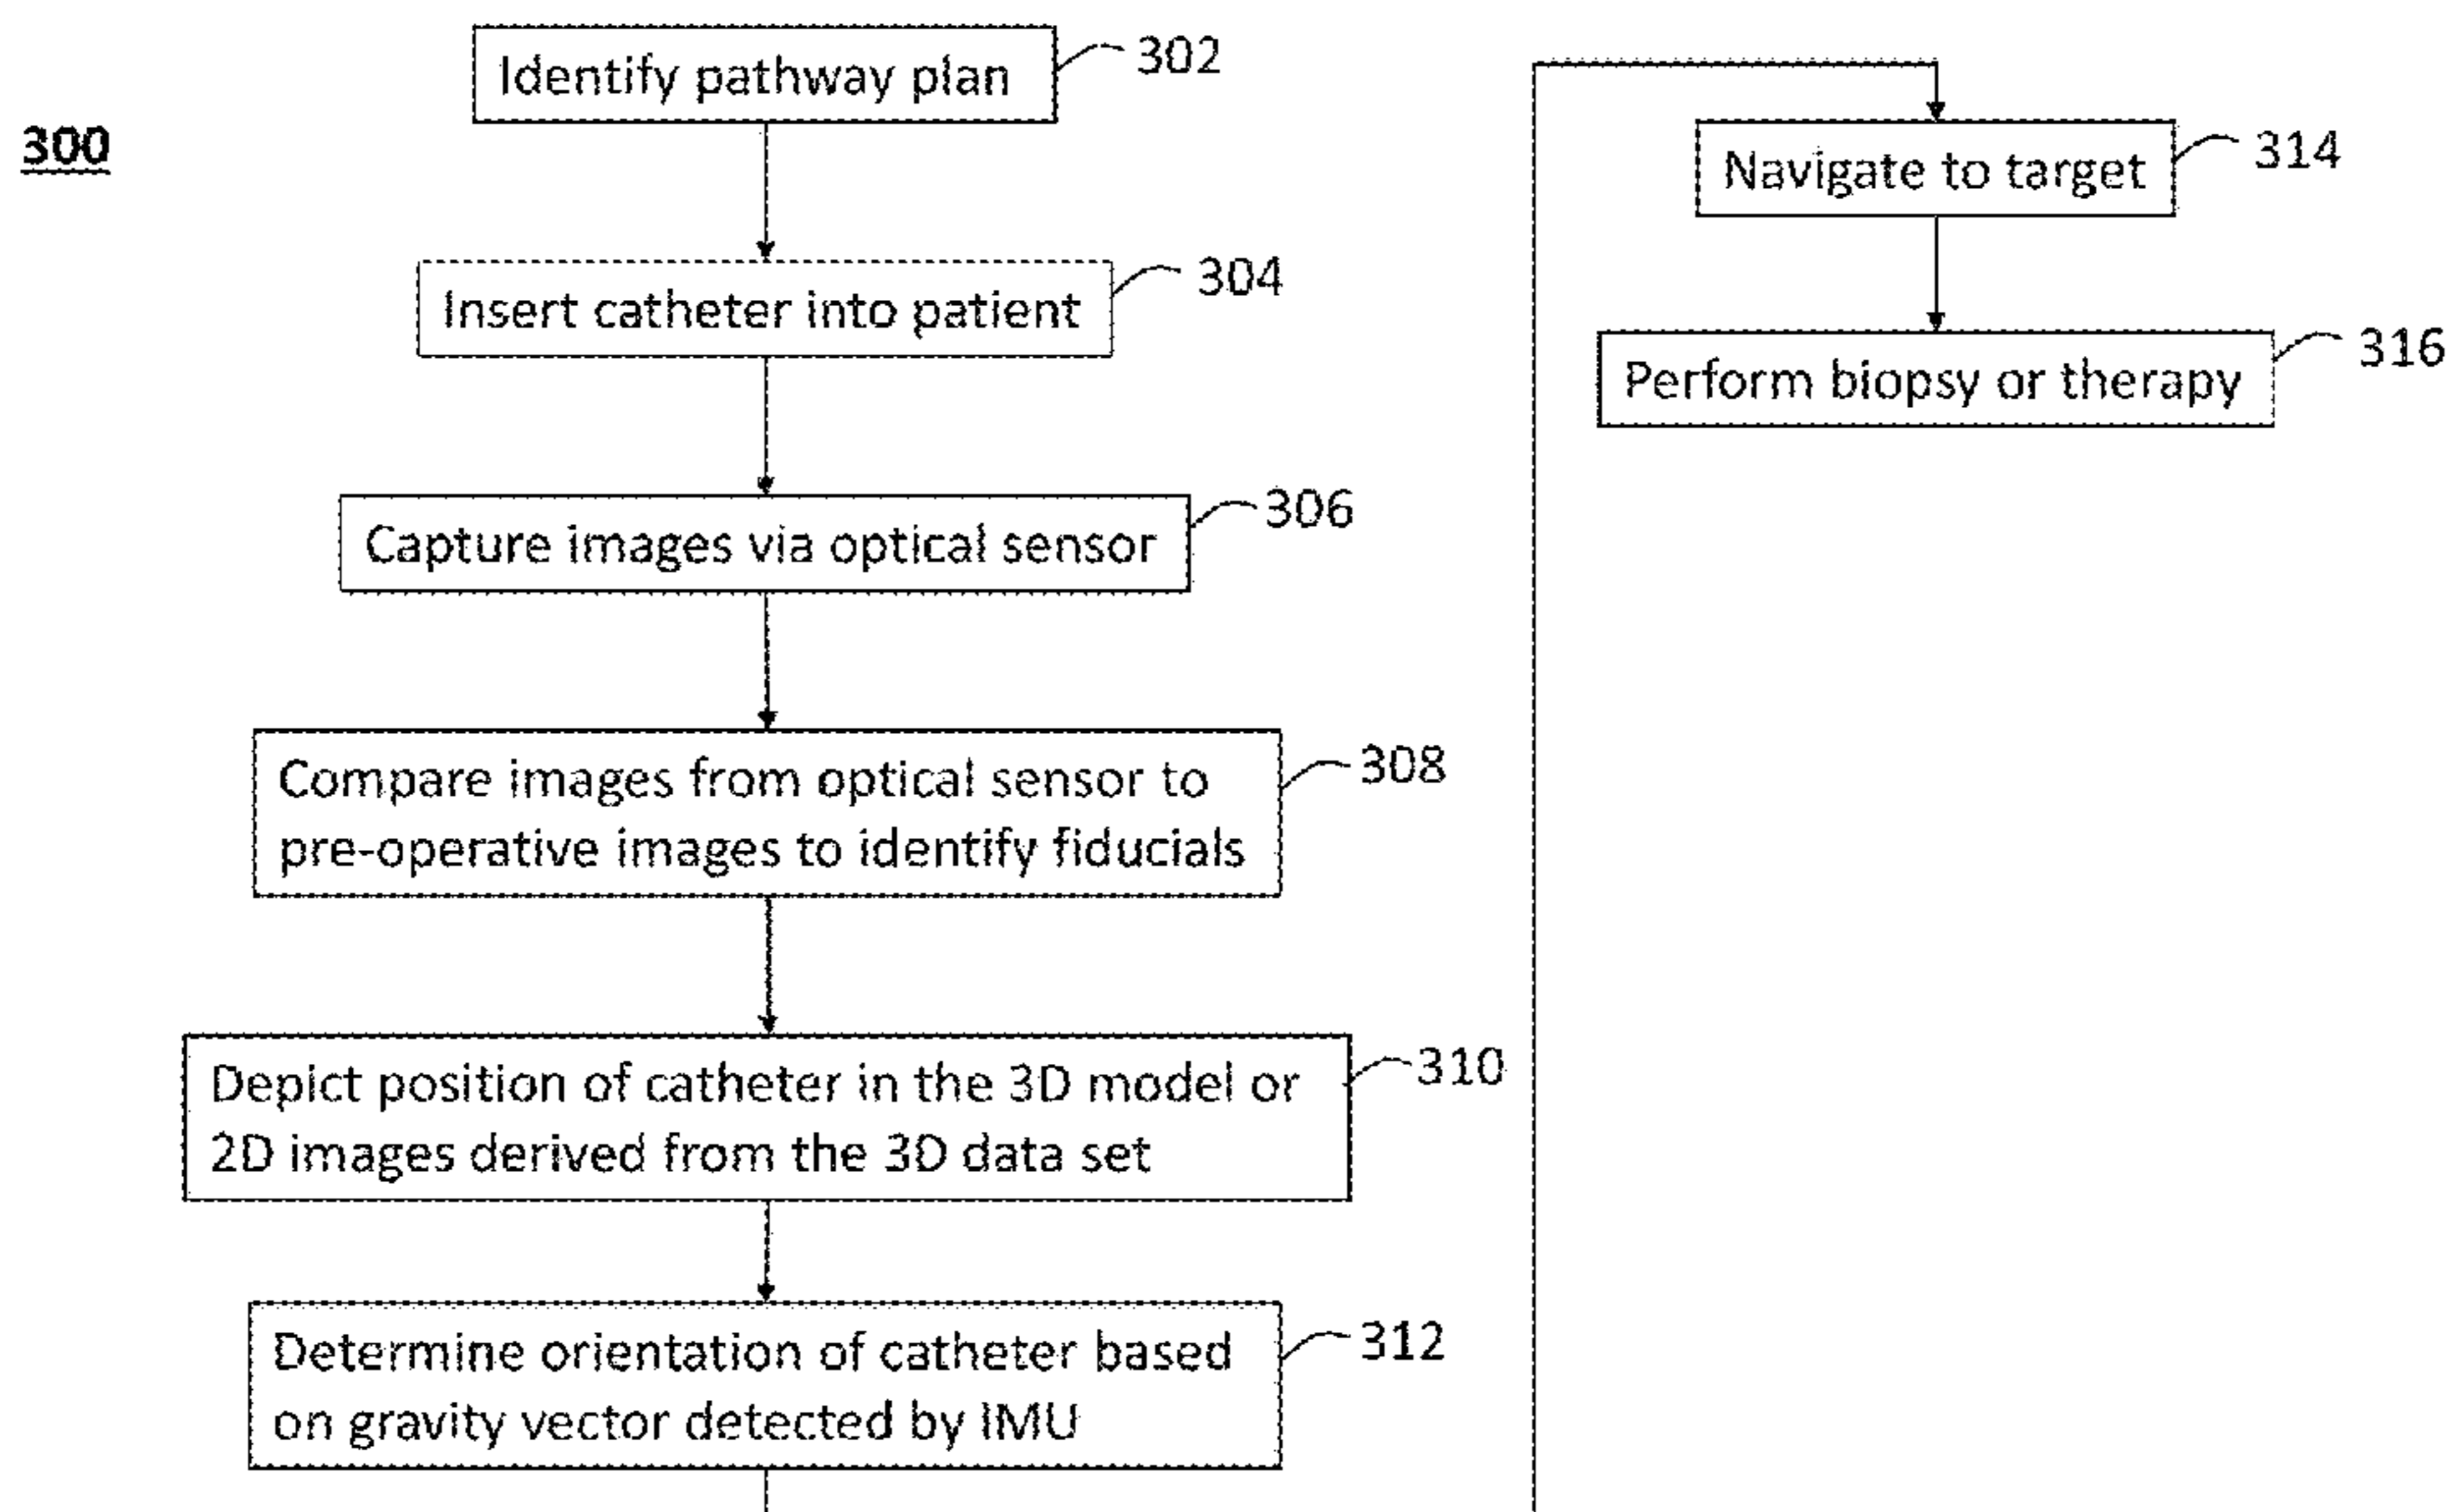 300
Identify pathway plan
302
Insert catheter into patient
304
Capture images via optical sensor
306
Compare images from optical sensor to
pre-operative images to identify fiducials
308
Depict position of catheter in the 3D model or
2D images derived from the 3D data set
310
Determine orientation of catheter based
on gravity vector detected by IMU
312
Navigate to target
314
Perform biopsy or therapy
316